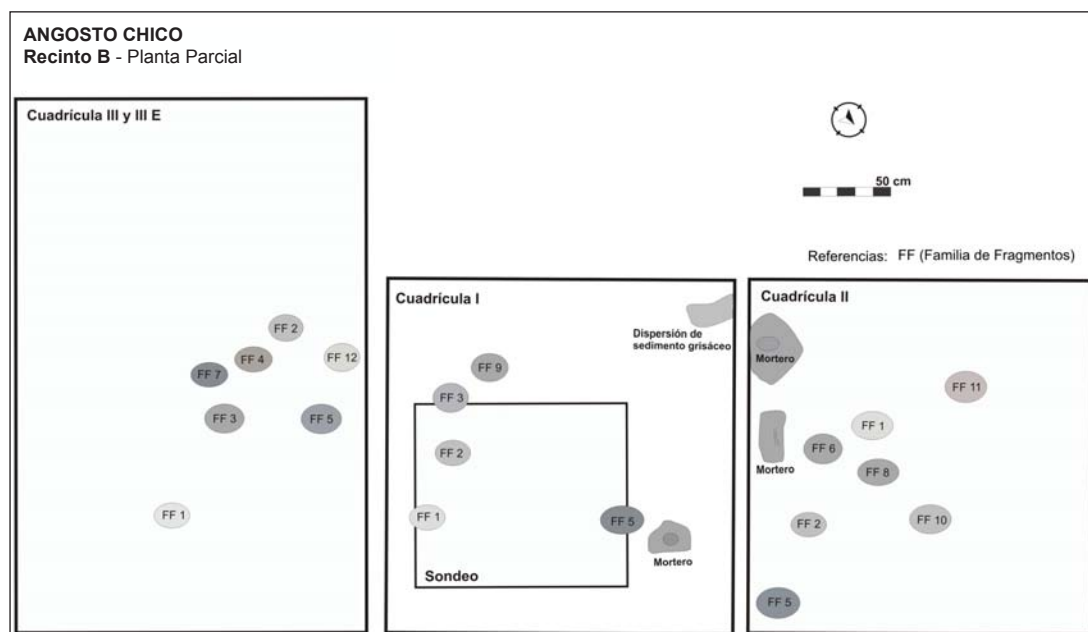 ANGOSTO CHICO
Recinto B - Planta Parcial
Cuadrícula III y III E
FF 2
FF 4
FF 12
FF 7
FF 3
FF 5
FF 1
50 cm
Referencias: FF (Familia de Fragmentos)
Cuadrícula I
Dispersión de
sedimento grisáceo
FF 9
FF 3
FF 2
FF 1
FF 5
Mortero
Sondeo
Cuadrícula II
Mortero
FF 11
FF 1
FF 6
Mortero
FF 8
FF 2
FF 10
FF 5